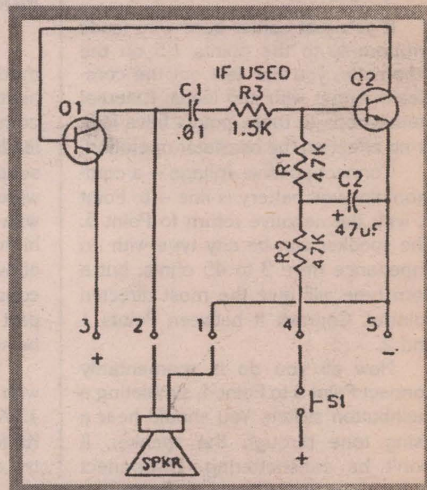 IF USED
Q1
C1
.01
R3
1.5K
Q2
R1
47K
C2
+
47uF
R2
47K
3
2
1
4
5
+
-
S1
+
SPKR